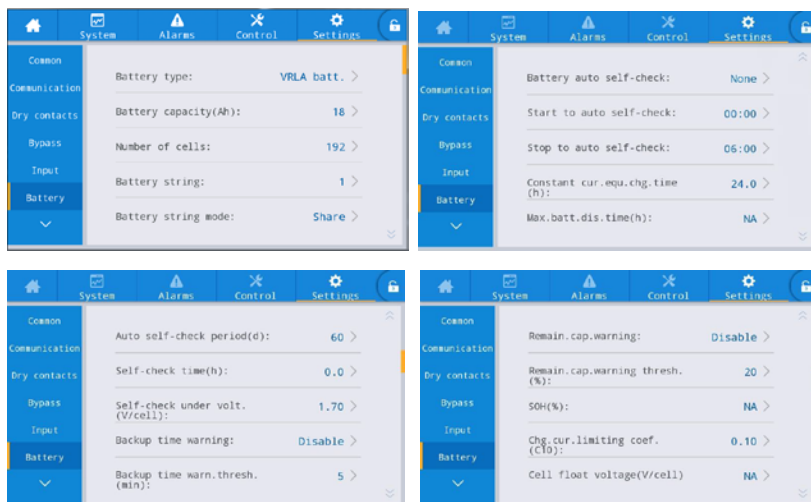 System Alarms Control Settings
Common
Communication
Dry contacts
Bypass
Input
Battery
Battery type: VRLA batt. >
Battery capacity(Ah): 18 >
Number of cells: 192 >
Battery string: 1 >
Battery string mode: Share >
System Alarms Control Settings
Common
Communication
Dry contacts
Bypass
Input
Battery
Battery auto self-check: None >
Start to auto self-check: 00:00 >
Stop to auto self-check: 06:00 >
Constant cur.equ.chg.time
(h): 24.0 >
Max.batt.dis.time(h): NA >
System Alarms Control Settings
Common
Communication
Dry contacts
Bypass
Input
Battery
Auto self-check period(d): 60 >
Self-check time(h): 0.0 >
Self-check under volt.
(V/cell): 1.70 >
Backup time warning: Disable >
Backup time warn.thresh.
(min): 5 >
System Alarms Control Settings
Common
Communication
Dry contacts
Bypass
Input
Battery
Remain.cap.warning: Disable >
Remain.cap.warning thresh.
(%): 20 >
SOH(%): NA >
Chg.cur.limiting coef.
(C10): 0.10 >
Cell float voltage(V/cell) NA >